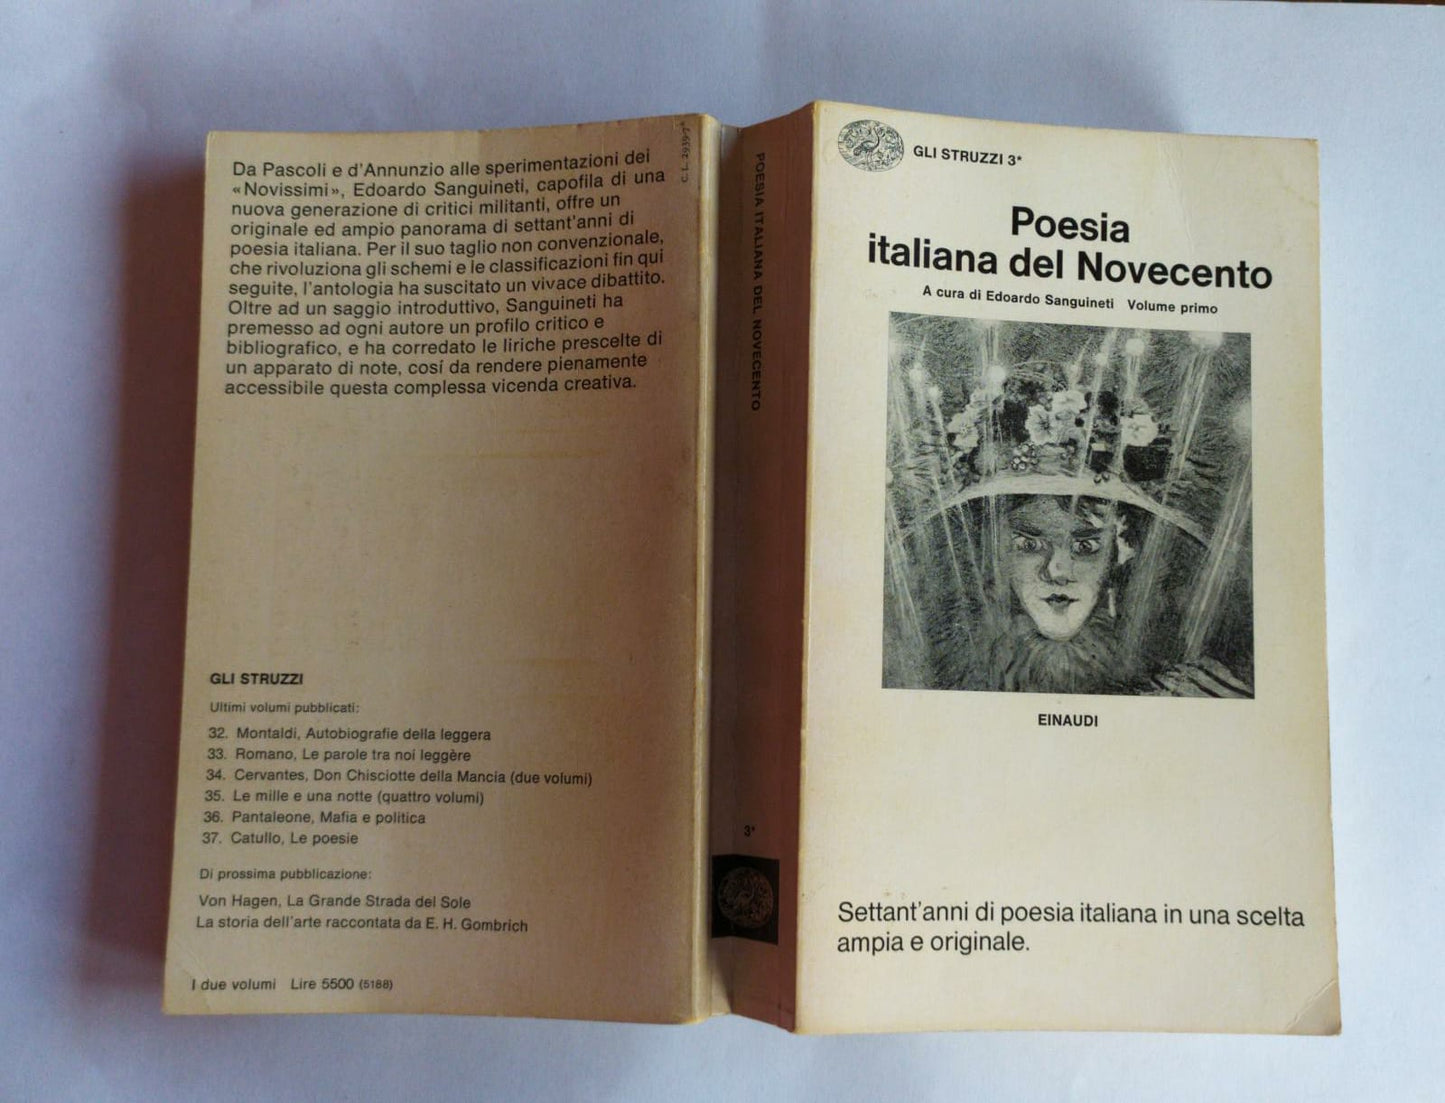 Da Pascoli e d'Annunzio alle sperimentazioni dei
«Novissimi», Edoardo Sanguineti, capofila di una
nuova generazione di critici militanti, offre un
originale ed ampio panorama di settant'anni di
poesia italiana. Per il suo taglio non convenzionale,
che rivoluziona gli schemi e le classificazioni fin qui
seguite, l'antologia ha suscitato un vivace dibattito.
Oltre ad un saggio introduttivo, Sanguineti ha
premesso ad ogni autore un profilo critico e
bibliografico, e ha corredato le liriche prescelte di
un apparato di note, cosí da rendere pienamente
accessibile questa complessa vicenda creativa.
C. L. 2939-7*
GLI STRUZZI
Ultimi volumi pubblicati:
32. Montaldi, Autobiografie della leggera
33. Romano, Le parole tra noi leggère
34. Cervantes, Don Chisciotte della Mancia (due volumi)
35. Le mille e una notte (quattro volumi)
36. Pantaleone, Mafia e politica
37. Catullo, Le poesie
Di prossima pubblicazione:
Von Hagen, La Grande Strada del Sole
La storia dell'arte raccontata da E. H. Gombrich
I due volumi Lire 5500 (5188)
POESIA ITALIANA DEL NOVECENTO
3*
GLI STRUZZI 3*
Poesia
italiana del Novecento
A cura di Edoardo Sanguineti Volume primo
EINAUDI
Settant'anni di poesia italiana in una scelta
ampia e originale.